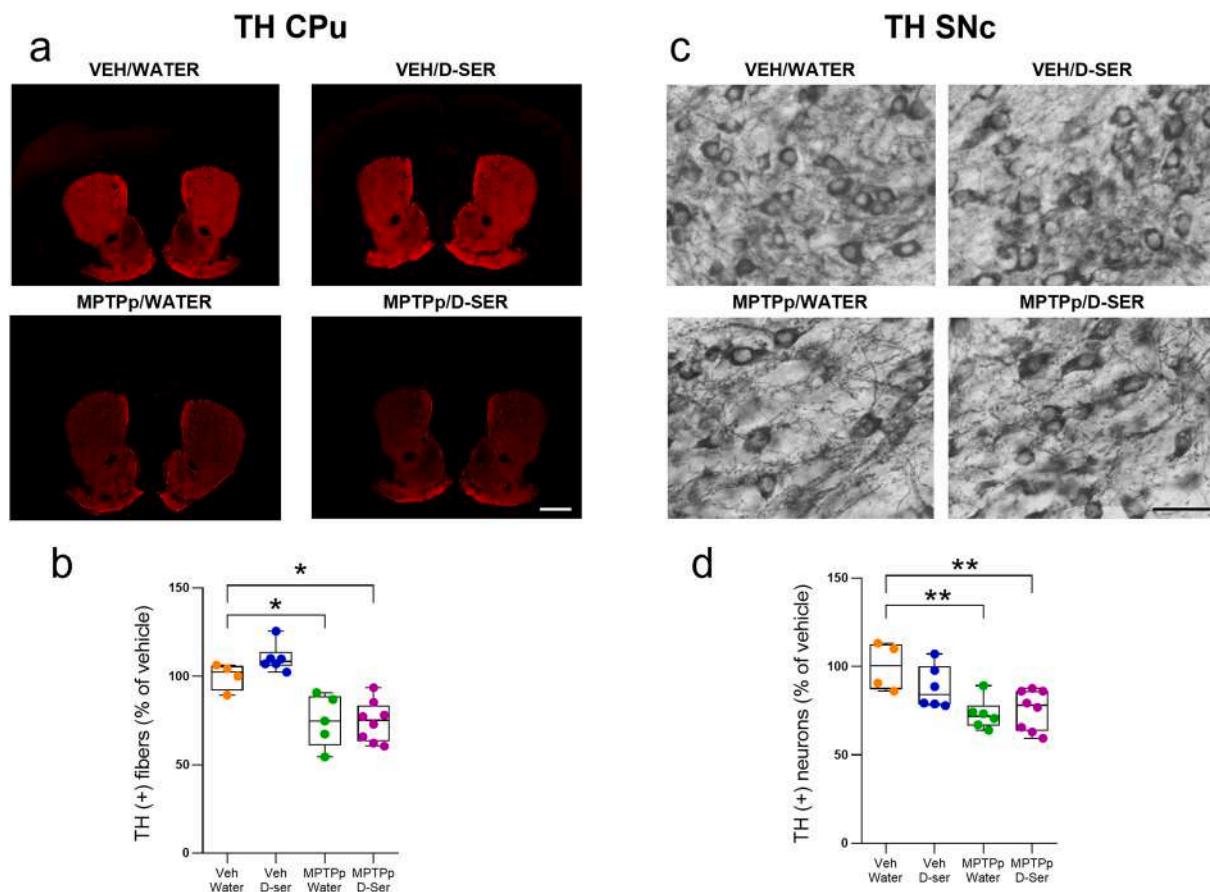 TH CPu
TH SNc
a
VEH/WATER
VEH/D-SER
MPTPp/WATER
MPTPp/D-SER
c
VEH/WATER
VEH/D-SER
MPTPp/WATER
MPTPp/D-SER
b
TH (+) fibers (% of vehicle)
150
100
50
0
*
*
Veh
Water
Veh
D-ser
MPTPp
Water
MPTPp
D-Ser
d
TH (+) neurons (% of vehicle)
150
100
50
0
**
**
Veh
Water
Veh
D-ser
MPTPp
Water
MPTPp
D-Ser